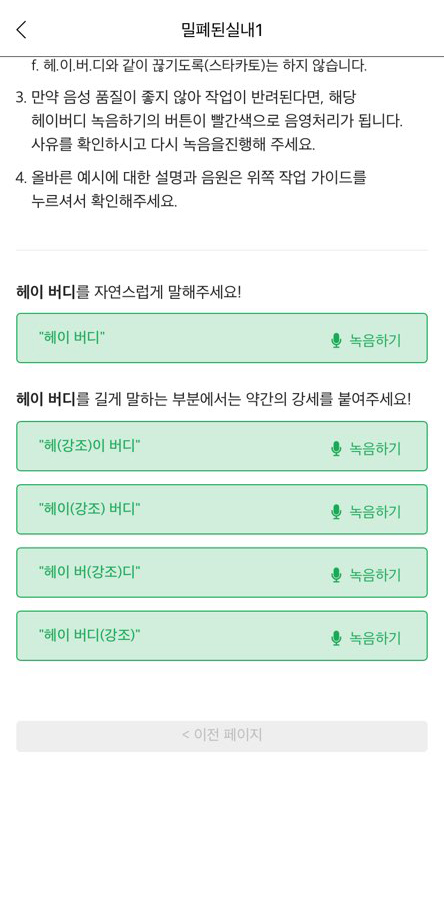 밀폐된실내1
f. 헤.이.버.디와 같이 끊기도록(스타카토)는 하지 않습니다.
3. 만약 음성 품질이 좋지 않아 작업이 반려된다면, 해당
헤이버디 녹음하기의 버튼이 빨간색으로 음영처리가 됩니다.
사유를 확인하시고 다시 녹음을진행해 주세요.
4. 올바른 예시에 대한 설명과 음원은 위쪽 작업 가이드를
누르셔서 확인해주세요.
헤이 버디를 자연스럽게 말해주세요!
"헤이 버디" 녹음하기
헤이 버디를 길게 말하는 부분에서는 약간의 강세를 붙여주세요!
"헤(강조)이 버디" 녹음하기
"헤이(강조) 버디" 녹음하기
"헤이 버(강조)디" 녹음하기
"헤이 버디(강조)" 녹음하기
< 이전 페이지